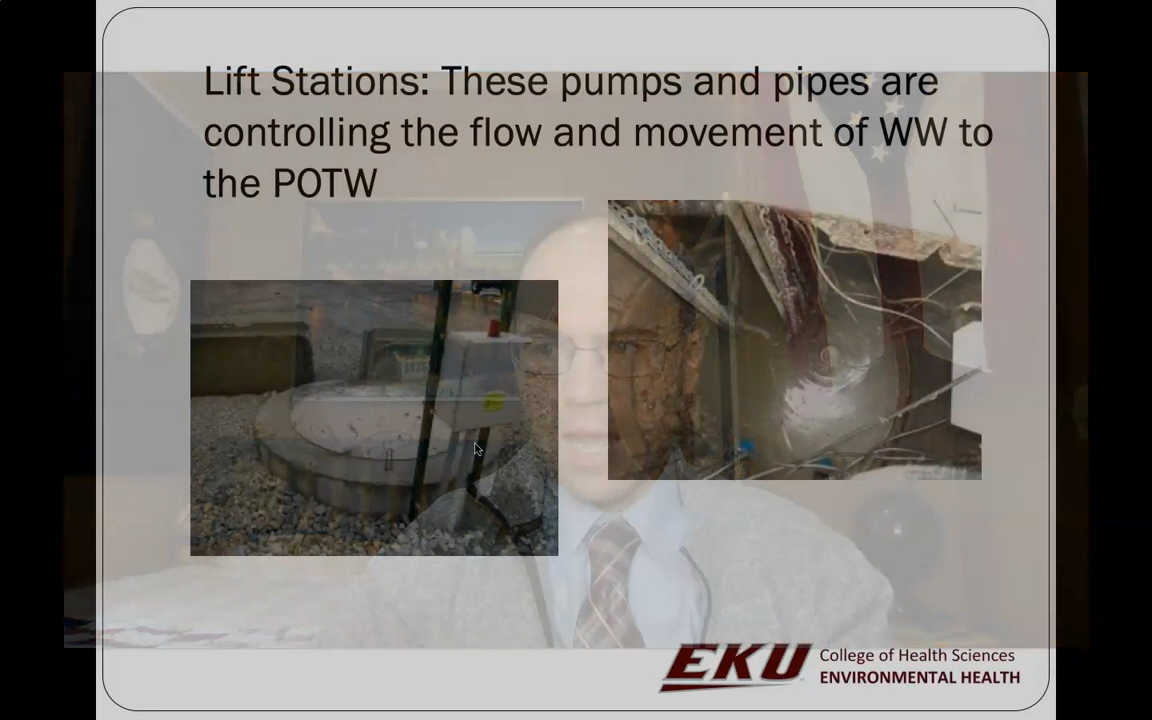 Lift Stations: These pumps and pipes are
controlling the flow and movement of WW to
the POTW
EKU
College of Health Sciences
ENVIRONMENTAL HEALTH